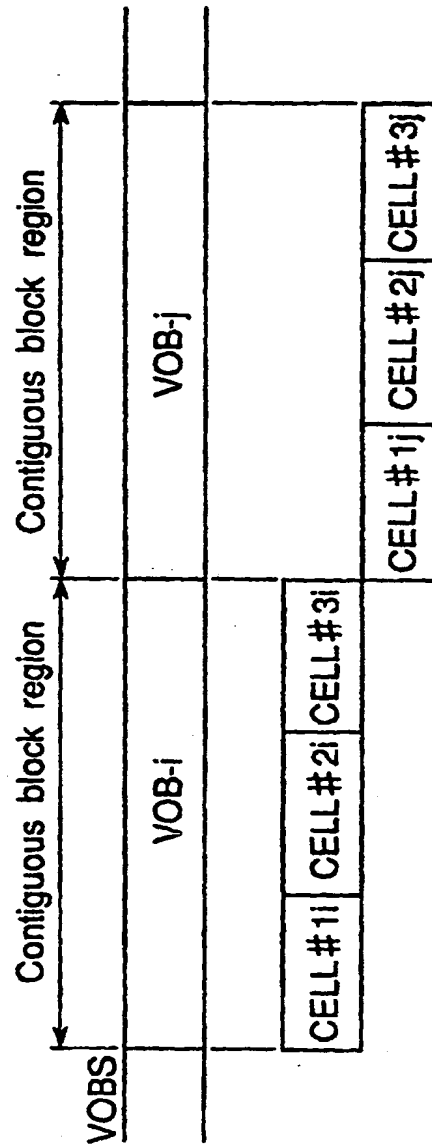 Contiguous block region Contiguous block region
VOBS
VOB-i VOB-j
CELL#1i CELL#2i CELL#3i
CELL#1j CELL#2j CELL#3j